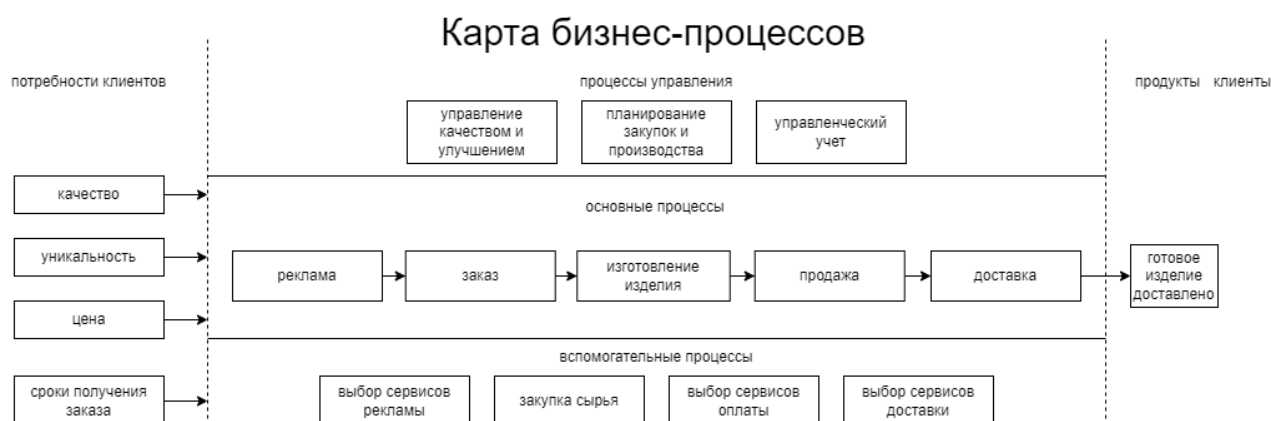 Карта бизнес-процессов
потребности клиентов
процессы управления
продукты клиенты
управление
качеством и
улучшением
планирование
закупок и
производства
управленческий
учет
качество
уникальность
цена
сроки получения
заказа
основные процессы
реклама
заказ
изготовление
изделия
продажа
доставка
готовое
изделие
доставлено
вспомогательные процессы
выбор сервисов
рекламы
закупка сырья
выбор сервисов
оплаты
выбор сервисов
доставки